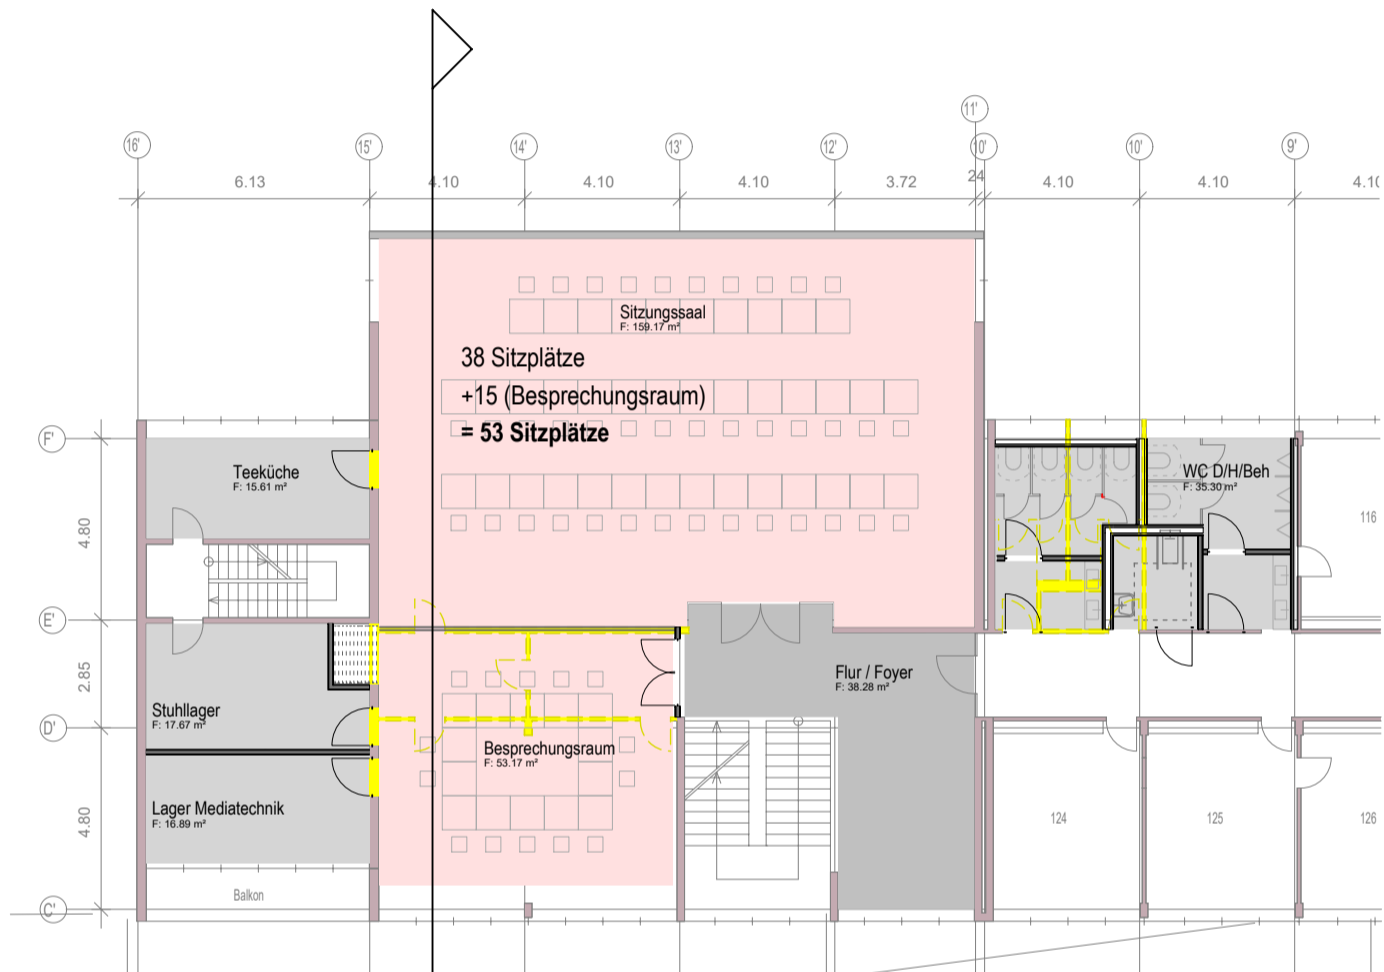 11'
16'
15'
14'
13'
12'
10'
10'
9'
6.13
4.10
4.10
4.10
3.72
24
4.10
4.10
4.10
Sitzungssaal
F: 159.17 m²
38 Sitzplätze
+15 (Besprechungsraum)
= 53 Sitzplätze
F'
Teeküche
F: 15.61 m²
WC D/H/Beh
F: 35.30 m²
4.80
116
E'
2.85
Flur / Foyer
F: 38.28 m²
Stuhllager
F: 17.67 m²
D'
Besprechungsraum
F: 53.17 m²
Lager Mediatechnik
F: 16.89 m²
4.80
124
125
126
Balkon
C'